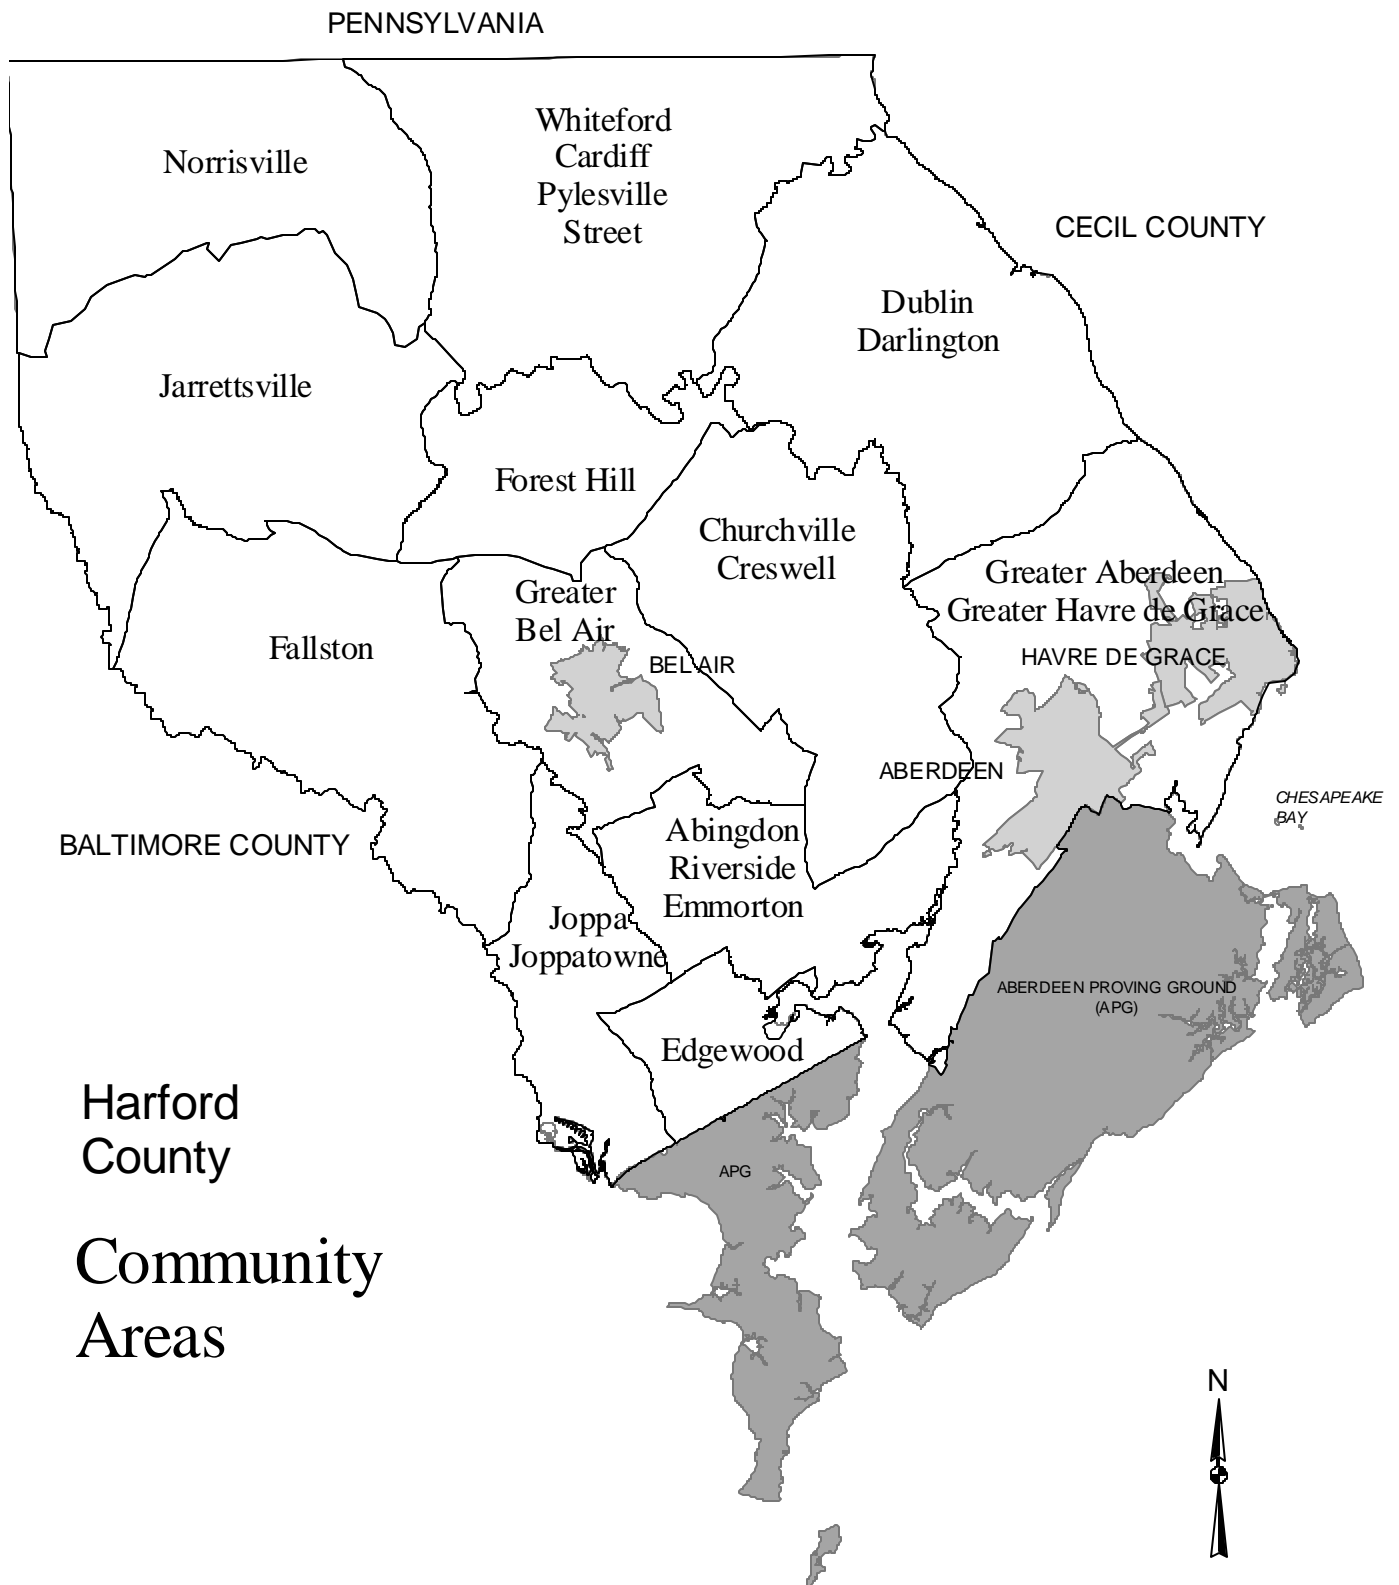 PENNSYLVANIA
Whiteford
Cardiff
Pylesville
Street
Norrisville
CECIL COUNTY
Dublin
Darlington
Jarrettsville
Forest Hill
Churchville
Creswell
Greater Aberdeen
Greater Havre de Grace
Greater
Bel Air
Fallston
BEL AIR
HAVRE DE GRACE
ABERDEEN
CHESAPEAKE
BAY
BALTIMORE COUNTY
Abingdon
Riverside
Emmorton
Joppa
Joppatowne
ABERDEEN PROVING GROUND
(APG)
Edgewood
Harford
County
APG
Community
Areas
N